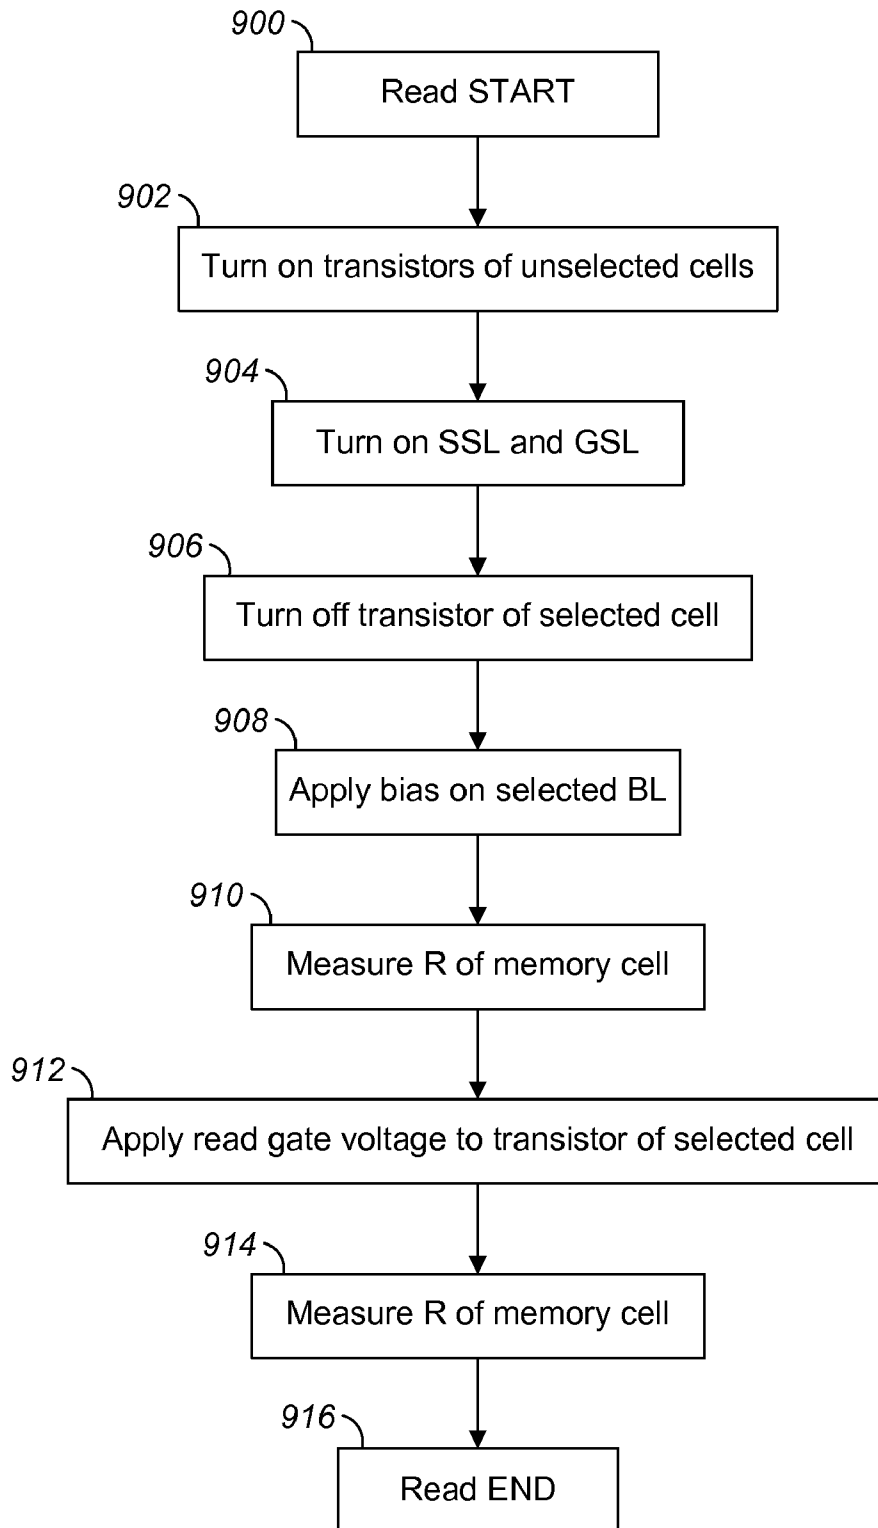 900
Read START
902
Turn on transistors of unselected cells
904
Turn on SSL and GSL
906
Turn off transistor of selected cell
908
Apply bias on selected BL
910
Measure R of memory cell
912
Apply read gate voltage to transistor of selected cell
914
Measure R of memory cell
916
Read END